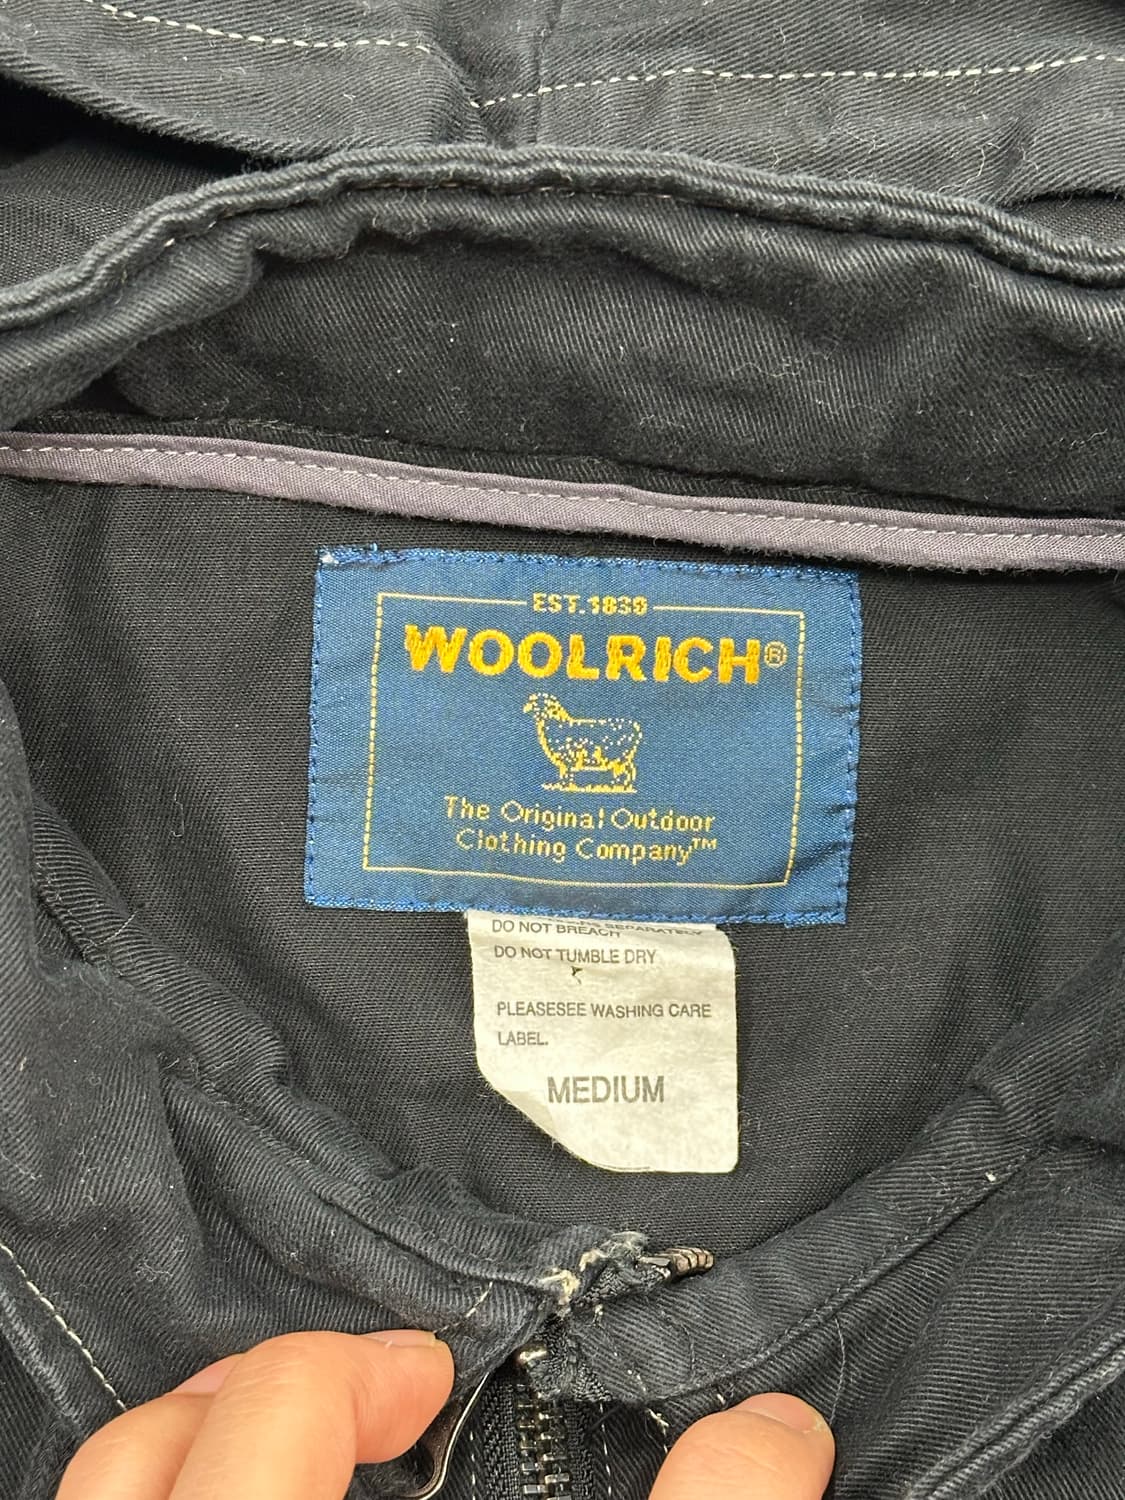 EST.1839
WOOLRICH®
The Original Outdoor
Clothing Company™
SEPARATELY
DO NOT BREACH
DO NOT TUMBLE DRY
PLEASESEE WASHING CARE
LABEL.
MEDIUM